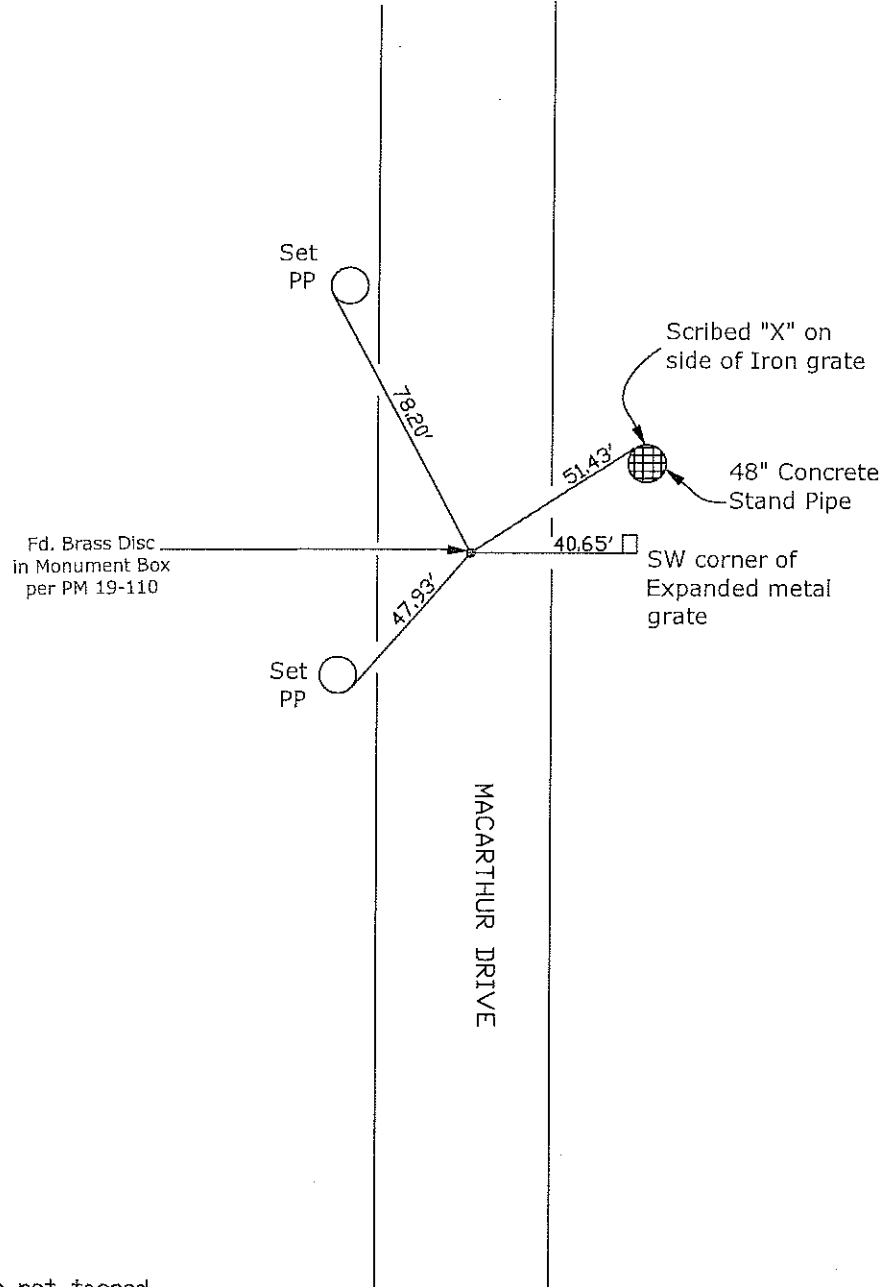 Set
PP
Scribed "X" on
side of Iron grate
78.20'
51.43'
48" Concrete
Stand Pipe
Fd. Brass Disc
in Monument Box
per PM 19-110
40.65'
SW corner of
Expanded metal
grate
47.93'
Set
PP
MACARTHUR DRIVE
not taped